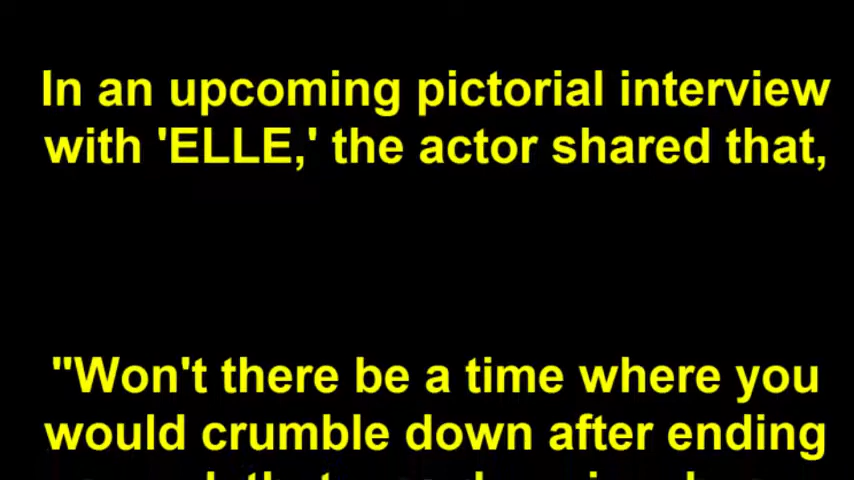 In an upcoming pictorial interview
with 'ELLE,' the actor shared that,
"Won't there be a time where you
would crumble down after ending